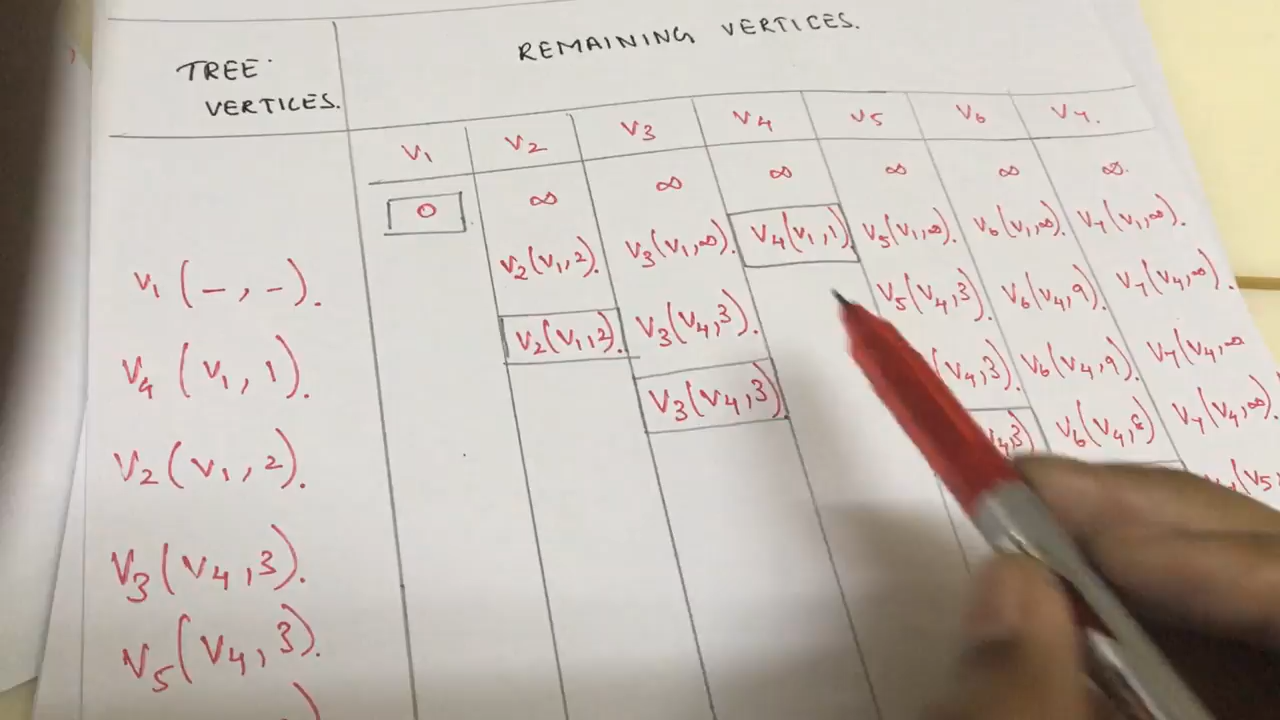 TREE
VERTICES.
REMAINING VERTICES.
V1 V2 V3 V4 V5 V6 V7.
0 ∞ ∞ ∞ ∞ ∞ ∞.
V1 (–, –). V2(V1,2). V3(V1,∞). V4(V1,1). V5(V1,∞). V6(V1,∞). V7(V1,∞).
V4 (V1, 1). V2(V1,2). V3(V4,3). V5(V4,3). V6(V4,9). V7(V4,∞).
V2 (V1, 2). V3(V4,3). (V4,3). V6(V4,9). V7(V4,∞
V3 (V4, 3). V7(V4,∞).
V5 (V4, 3). (V5